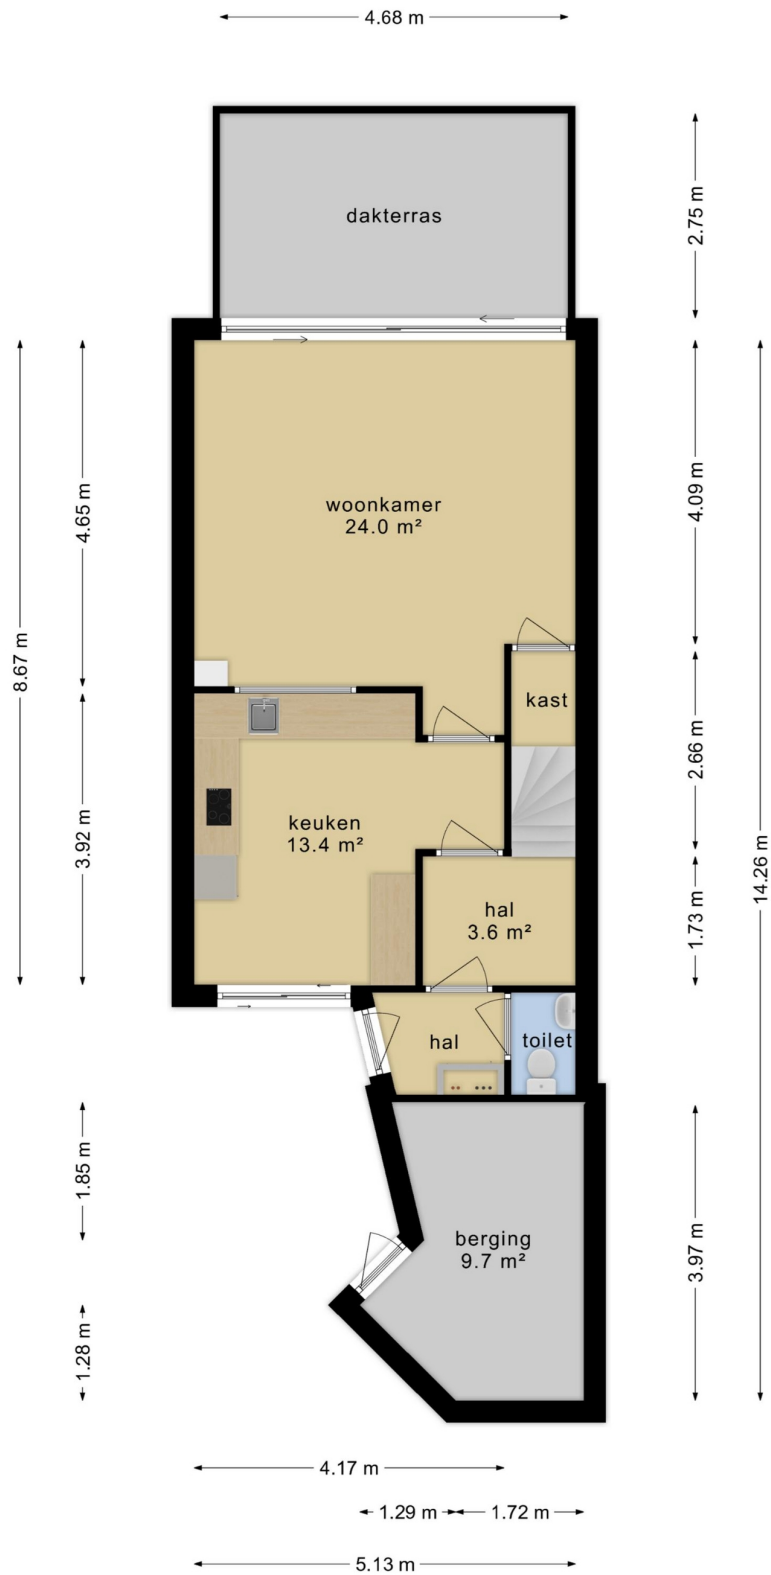 4.68 m
2.75 m
dakterras
4.65 m
8.67 m
4.09 m
woonkamer
24.0 m²
kast
2.66 m
3.92 m
keuken
13.4 m²
14.26 m
hal
3.6 m²
1.73 m
hal
toilet
1.85 m
berging
9.7 m²
3.97 m
1.28 m
4.17 m
1.29 m
1.72 m
5.13 m